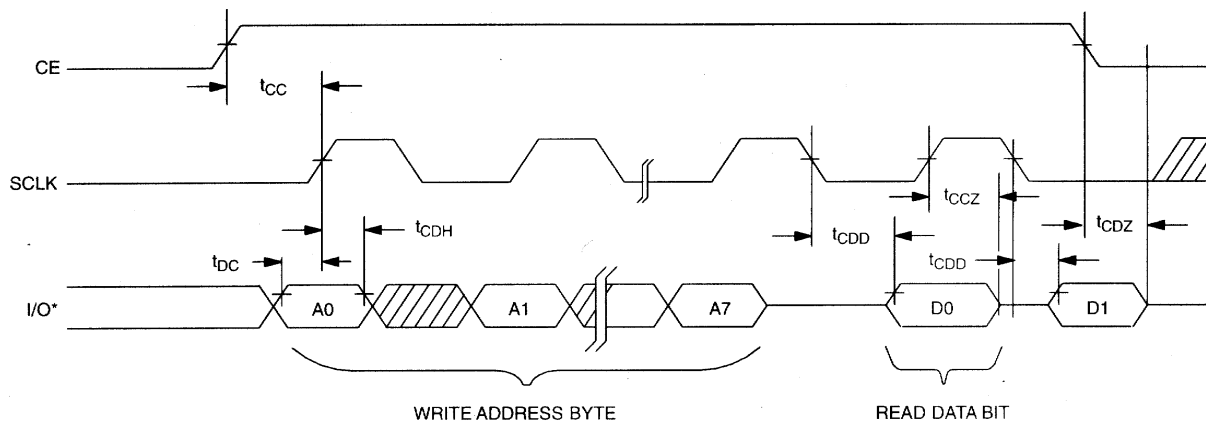 CE
tCC
SCLK
tCCZ
tCDZ
tCDH
tCDD
tDC
tCDD
I/O*
A0
A1
A7
D0
D1
WRITE ADDRESS BYTE
READ DATA BIT